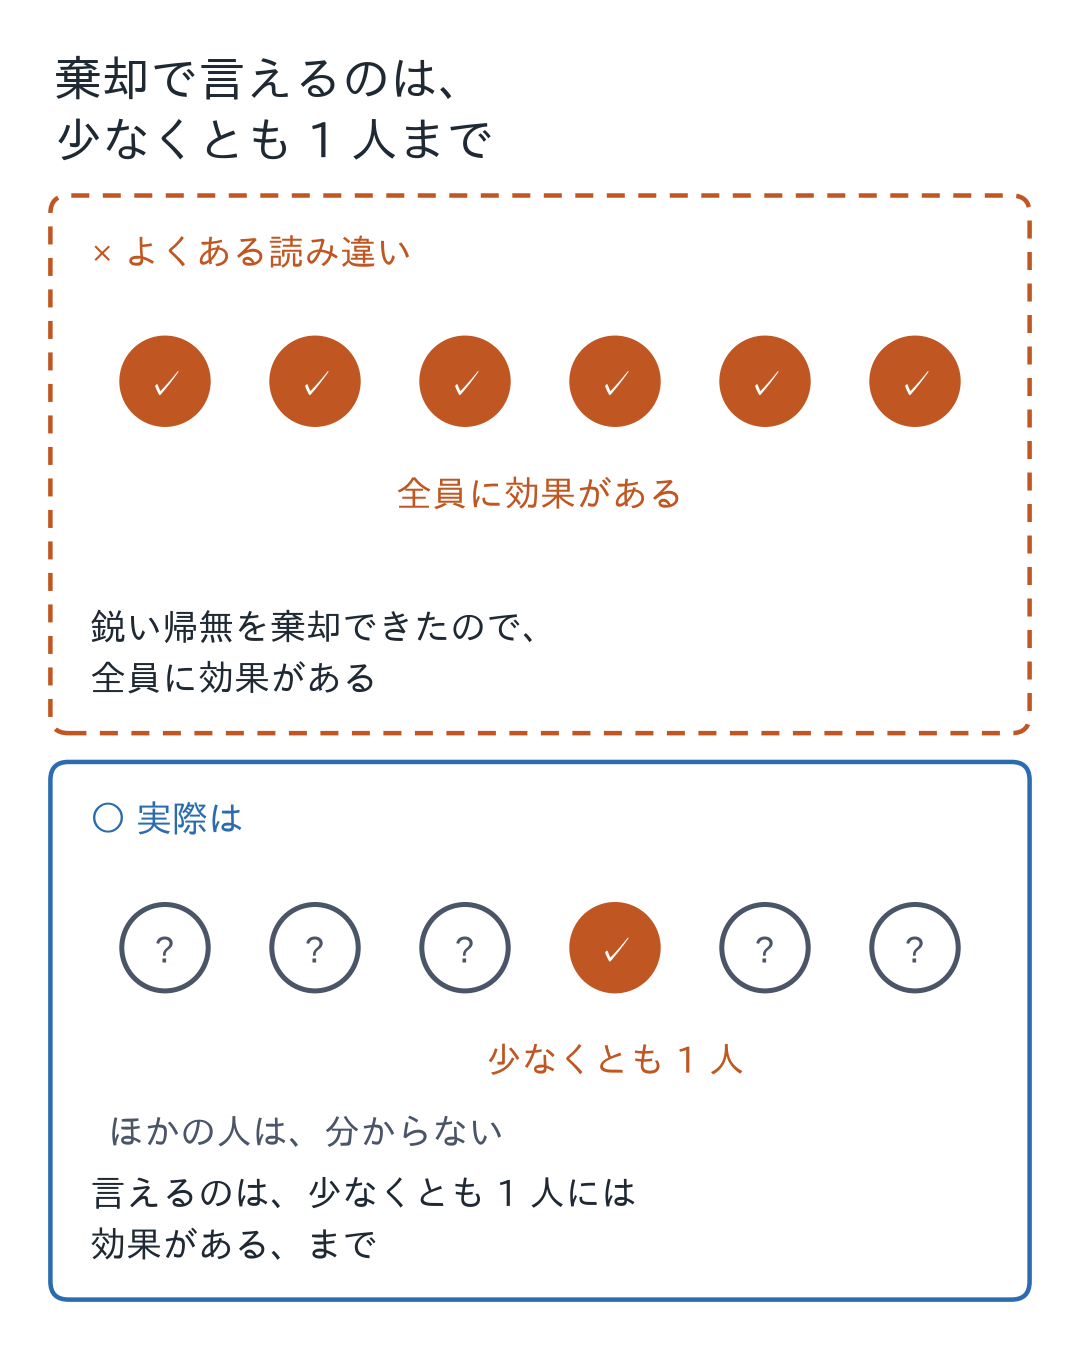 棄却で言えるのは、
少なくとも 1 人まで
× よくある読み違い
✓ ✓ ✓ ✓ ✓ ✓
全員に効果がある
鋭い帰無を棄却できたので、
全員に効果がある
○ 実際は
? ? ? ✓ ? ?
少なくとも 1 人
ほかの人は、分からない
言えるのは、少なくとも 1 人には
効果がある、まで